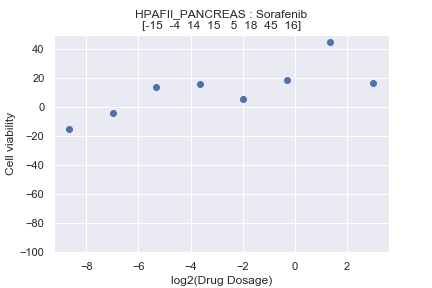 HPAFII_PANCREAS : Sorafenib
[-15 -4 14 15 5 18 45 16]
40
20
0
−20
−40
−60
−80
−100
Cell viability
−8 −6 −4 −2 0 2
log2(Drug Dosage)